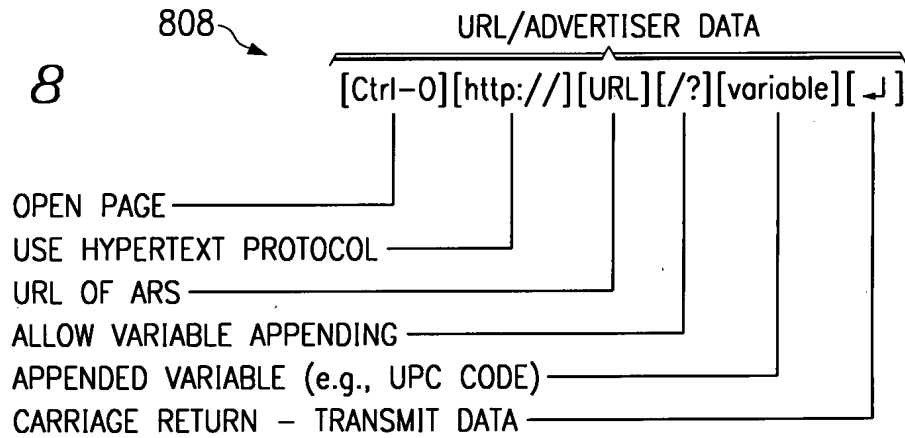 808
URL/ADVERTISER DATA
8
[Ctrl-O][http://][URL][/?][variable][↵]
OPEN PAGE
USE HYPERTEXT PROTOCOL
URL OF ARS
ALLOW VARIABLE APPENDING
APPENDED VARIABLE (e.g., UPC CODE)
CARRIAGE RETURN – TRANSMIT DATA